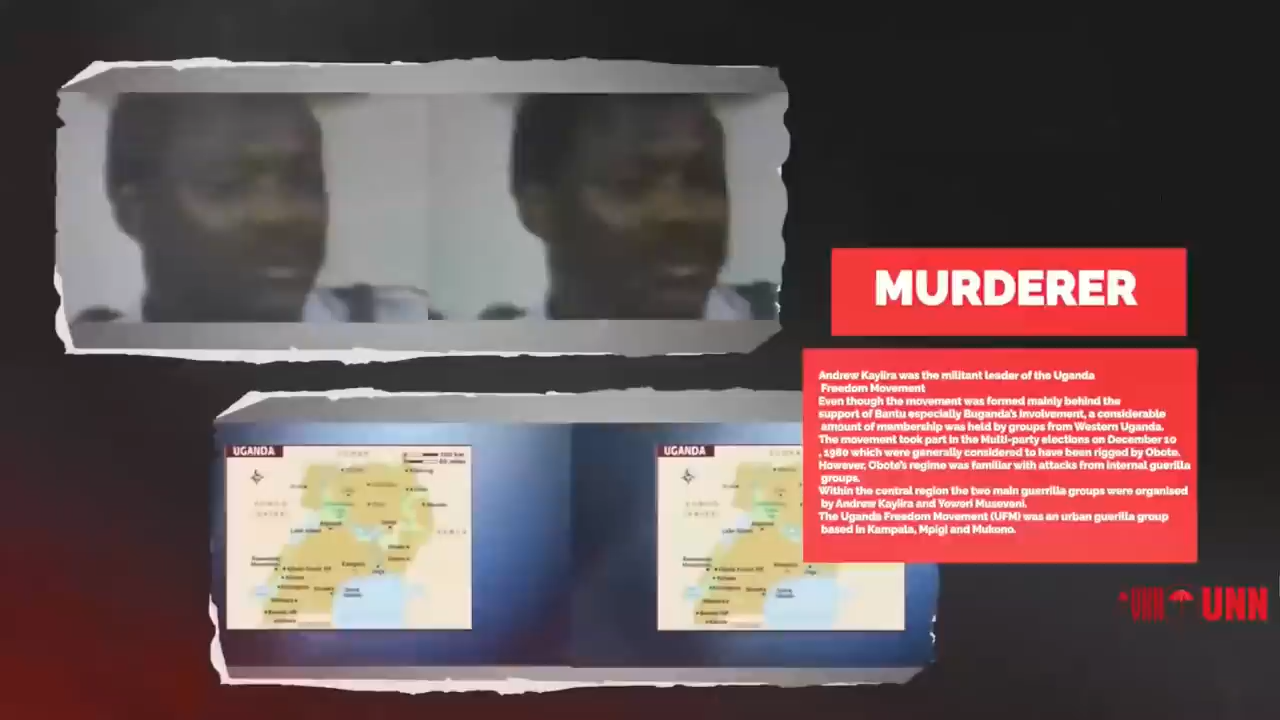 MURDERER
Andrew Kayiira was the militant leader of the Uganda
Freedom Movement
Even though the movement was formed mainly behind the
support of Bantu especially Buganda's involvement, a considerable
amount of membership was held by groups from Western Uganda.
The movement took part in the Multi-party elections on December 10
, 1980 which were generally considered to have been rigged by Obote.
However, Obote's regime was familiar with attacks from internal guerilla
groups.
Within the central region the two main guerrilla groups were organised
by Andrew Kayiira and Yoweri Museveni.
The Uganda Freedom Movement (UFM) was an urban guerilla group
based in Kampala, Mpigi and Mukono.
UGANDA
UGANDA
UNN UNN